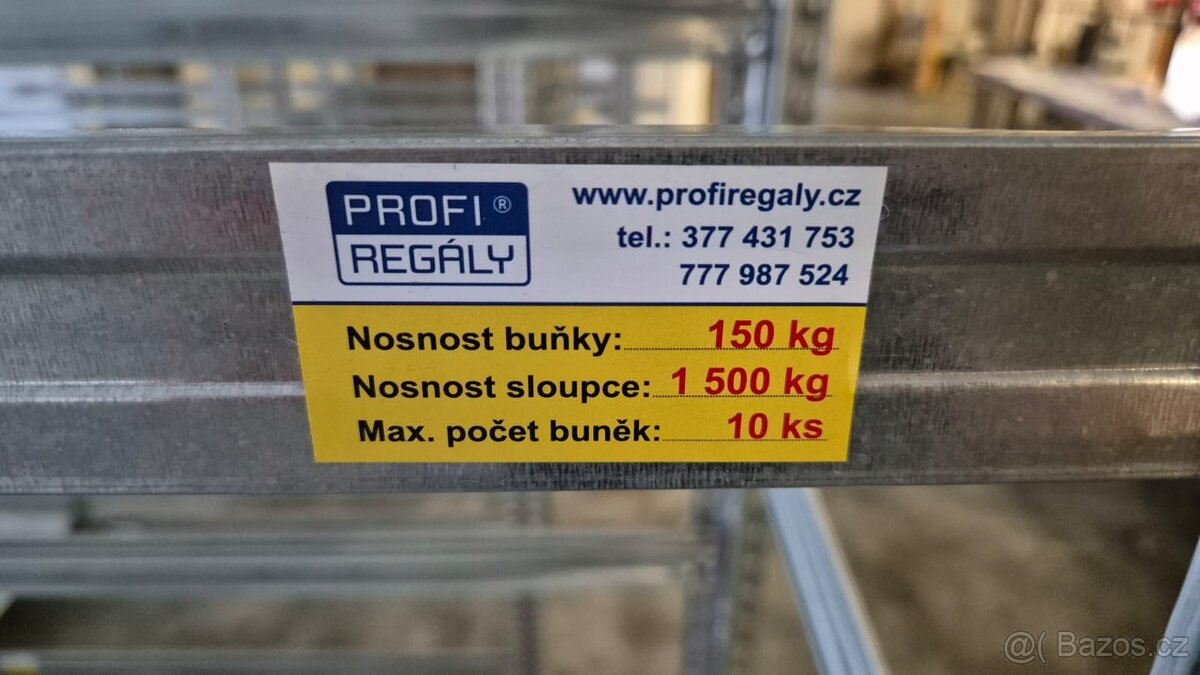 PROFI ®
REGÁLY
www.profiregaly.cz
tel.: 377 431 753
777 987 524
Nosnost buňky: 150 kg
Nosnost sloupce: 1 500 kg
Max. počet buněk: 10 ks
@( Bazos.cz